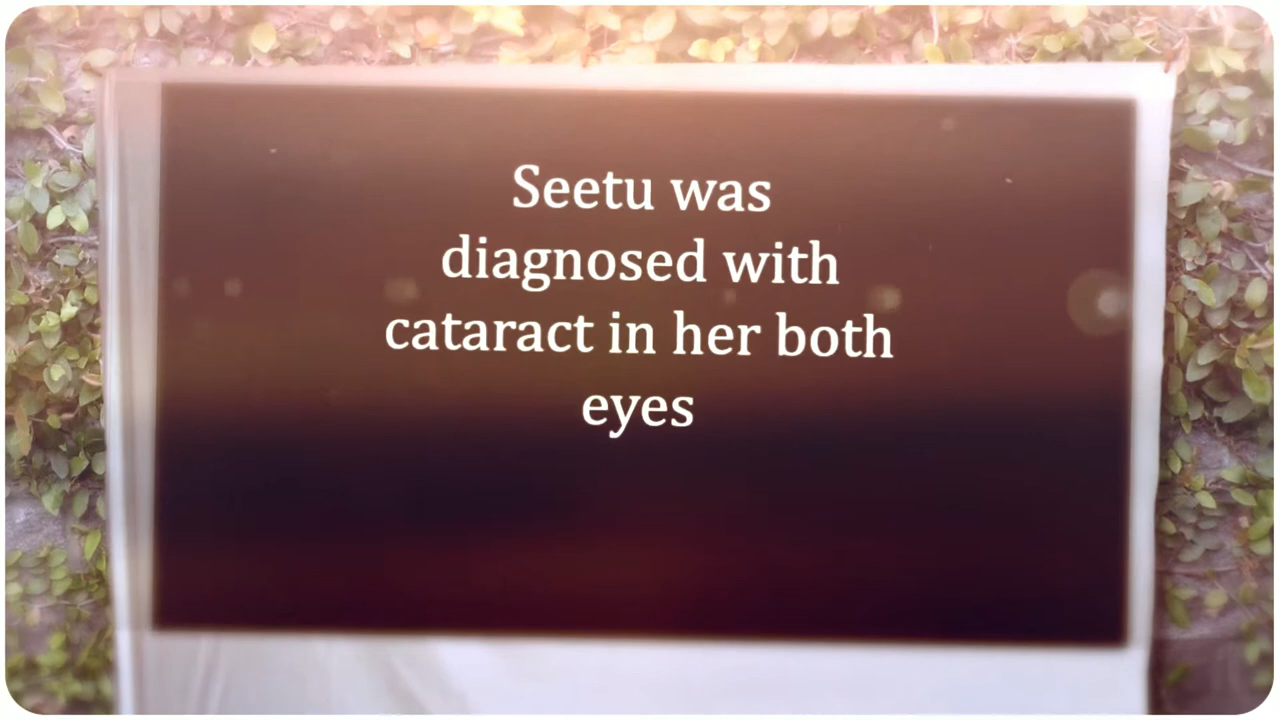 Seetu was
diagnosed with
cataract in her both
eyes